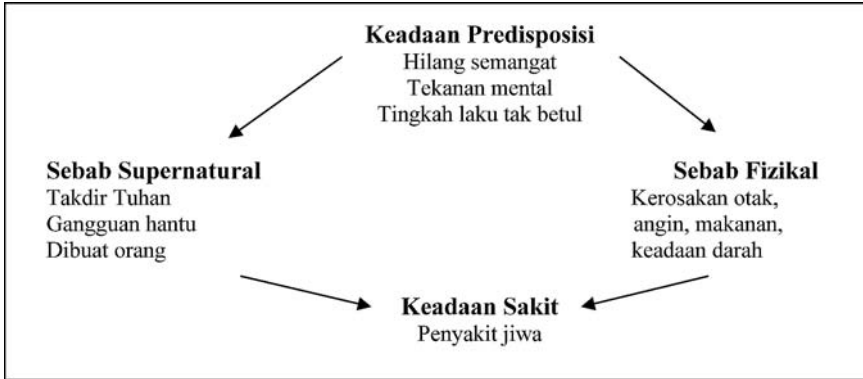 Keadaan Predisposisi
Hilang semangat
Tekanan mental
Tingkah laku tak betul
Sebab Supernatural
Takdir Tuhan
Gangguan hantu
Dibuat orang
Sebab Fizikal
Kerosakan otak,
angin, makanan,
keadaan darah
Keadaan Sakit
Penyakit jiwa